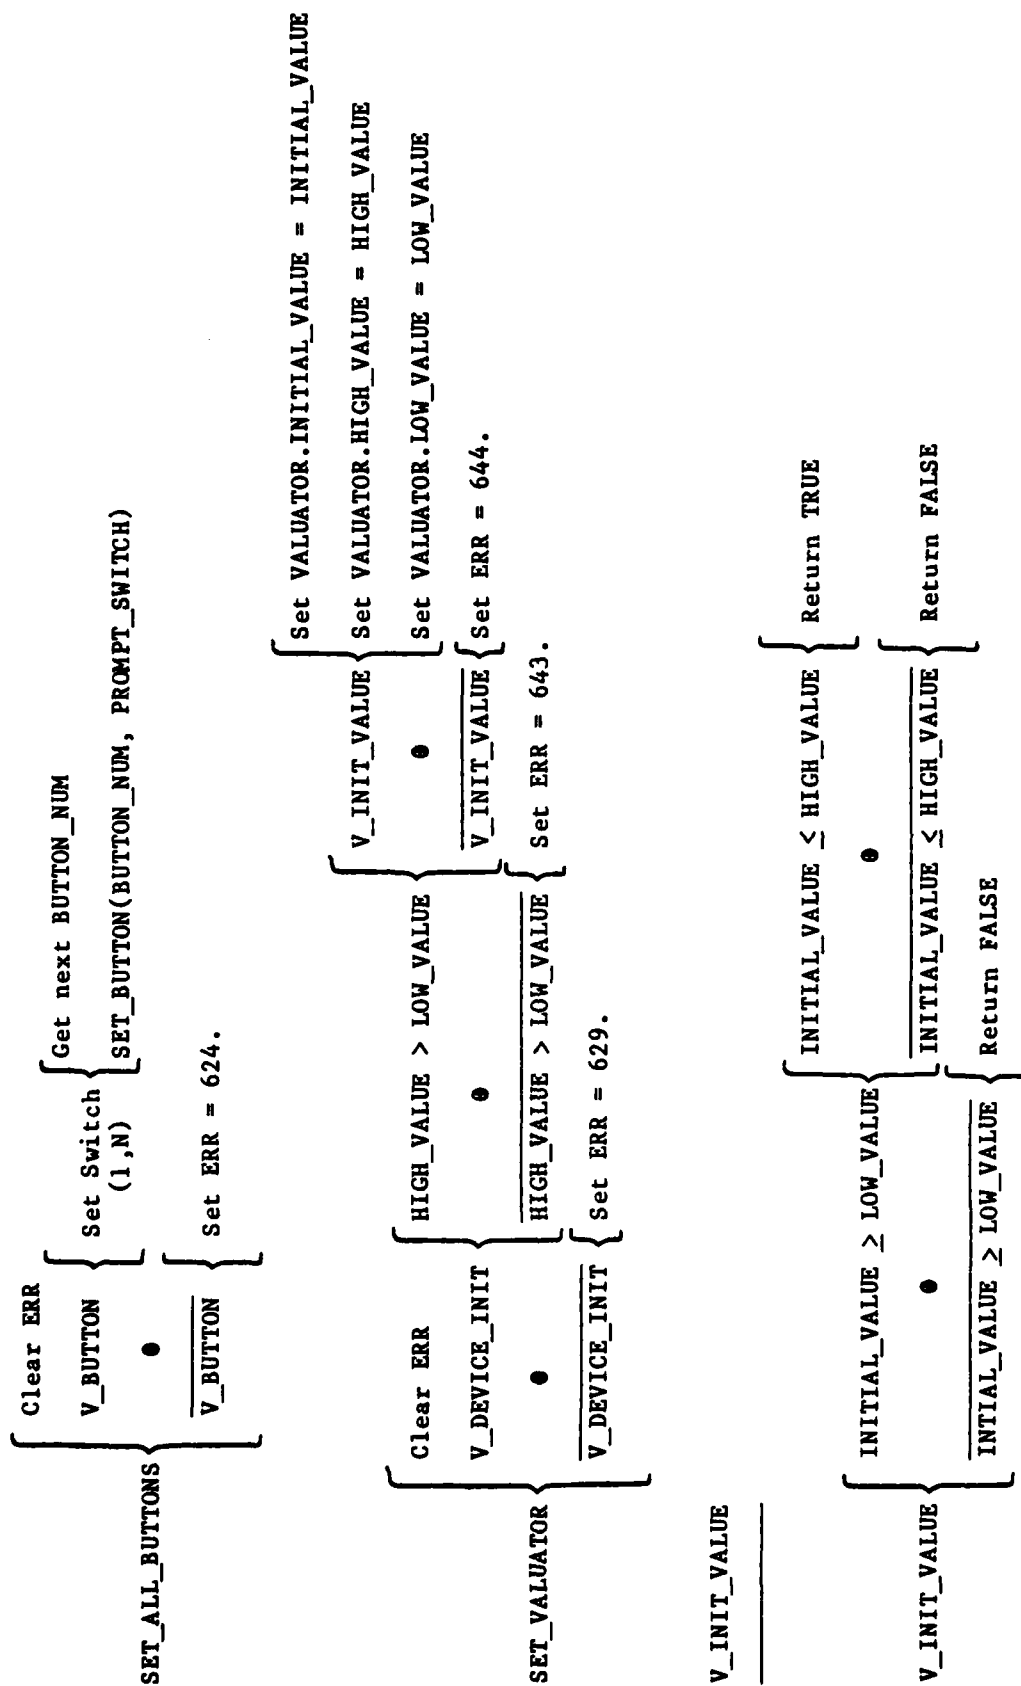 SET_ALL_BUTTONS
Clear ERR
V_BUTTON
Set Switch
(1,N)
Get next BUTTON_NUM
SET_BUTTON(BUTTON_NUM, PROMPT_SWITCH)
⊕
V_BUTTON
Set ERR = 624.
SET_VALUATOR
Clear ERR
V_DEVICE_INIT
HIGH_VALUE > LOW_VALUE
V_INIT_VALUE
Set VALUATOR.INITIAL_VALUE = INITIAL_VALUE
Set VALUATOR.HIGH_VALUE = HIGH_VALUE
Set VALUATOR.LOW_VALUE = LOW_VALUE
⊕
V_INIT_VALUE
Set ERR = 644.
⊕
HIGH_VALUE > LOW_VALUE
Set ERR = 643.
⊕
V_DEVICE_INIT
Set ERR = 629.
V_INIT_VALUE
V_INIT_VALUE
INITIAL_VALUE ≥ LOW_VALUE
INITIAL_VALUE ≤ HIGH_VALUE
Return TRUE
⊕
INITIAL_VALUE ≤ HIGH_VALUE
Return FALSE
⊕
INTIAL_VALUE ≥ LOW_VALUE
Return FALSE